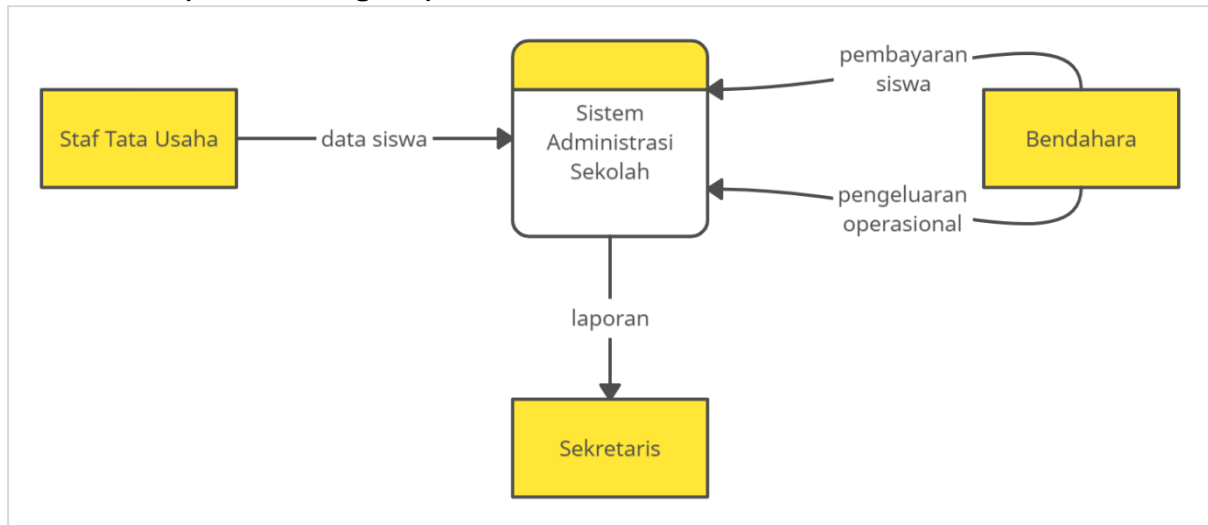 Staf Tata Usaha
data siswa
Sistem
Administrasi
Sekolah
pembayaran
siswa
Bendahara
pengeluaran
operasional
laporan
Sekretaris